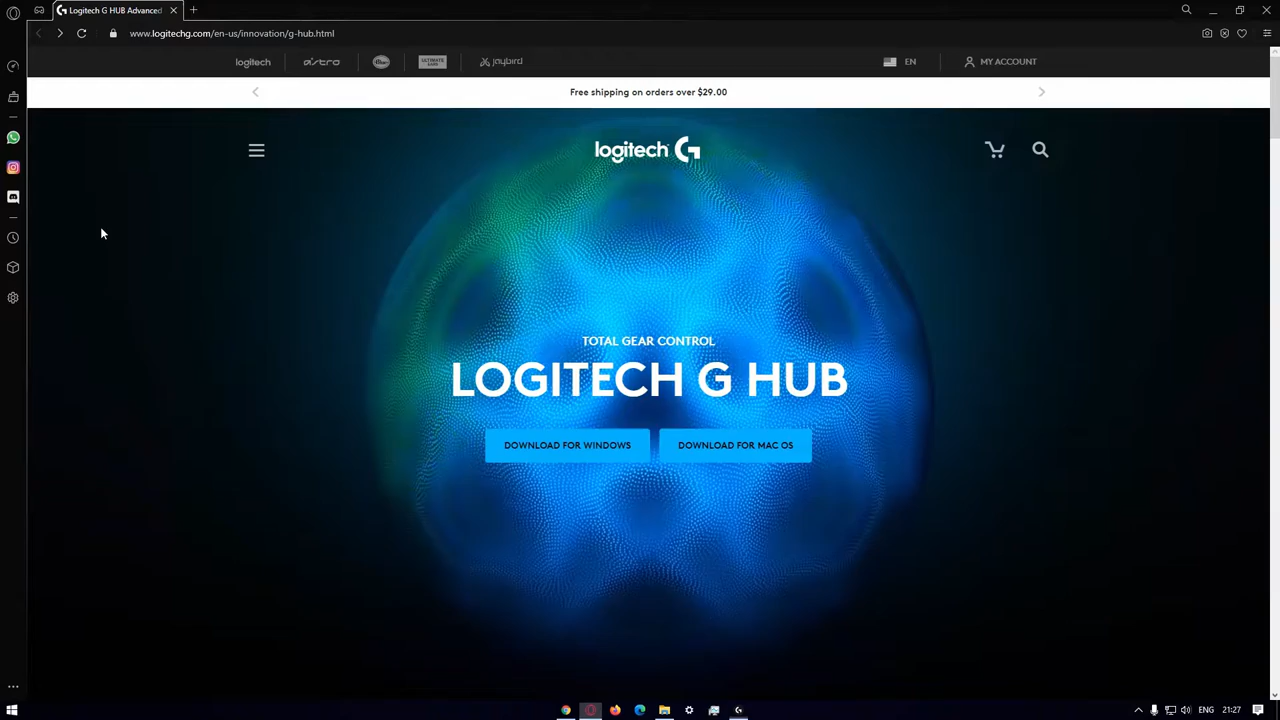 Logitech G HUB Advanced
www.logitechg.com/en-us/innovation/g-hub.html
logitech
ASTRO
ULTIMATE EARS
Jaybird
EN
MY ACCOUNT
Free shipping on orders over $29.00
logitech G
TOTAL GEAR CONTROL
LOGITECH G HUB
DOWNLOAD FOR WINDOWS
DOWNLOAD FOR MAC OS
ENG
21:27